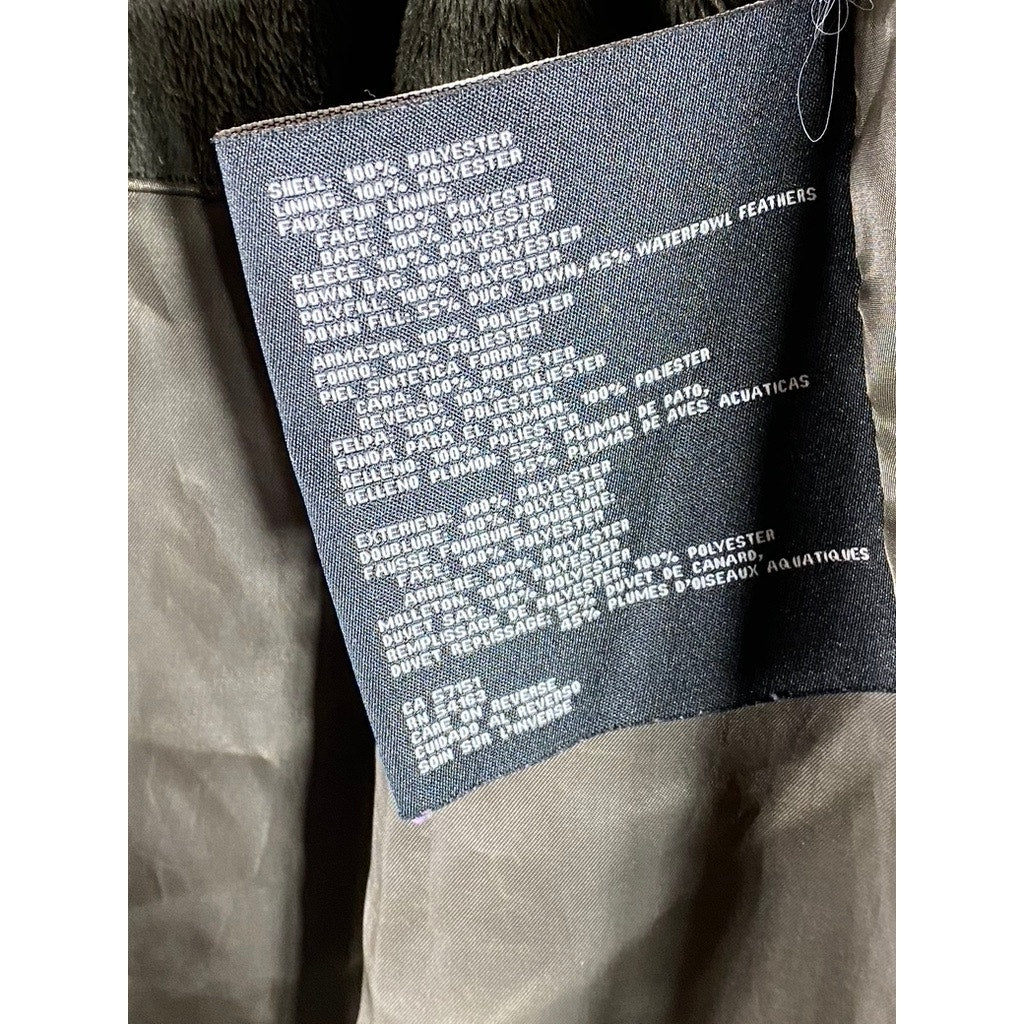 SHELL: 100% POLYESTER
LINING: 100% POLYESTER
FAUX FUR LINING:
FACE: 100% POLYESTER
BACK: 100% POLYESTER
FLEECE: 100% POLYESTER
DOWN BAG: 100% POLYESTER
POLYFILL: 100% POLYESTER
DOWN FILL: 55% DUCK DOWN, 45% WATERFOWL FEATHERS
ARMAZON: 100% POLIESTER
FORRO: 100% POLIESTER
PIEL SINTETICA FORRO:
CARA: 100% POLIESTER
REVERSO: 100% POLIESTER
FELPA: 100% POLIESTER
FUNDA PARA EL PLUMON: 100% POLIESTER
RELLENO: 100% POLIESTER
RELLENO PLUMON: 55% PLUMON DE PATO,
45% PLUMAS DE AVES ACUATICAS
EXTERIEUR: 100% POLYESTER
DOUBLURE: 100% POLYESTER
FAUSSE FOURRURE DOUBLURE:
FACE: 100% POLYESTER
ARRIERE: 100% POLYESTER
MOLLETON: 100% POLYESTER
DUVET SAC: 100% POLYESTER
REMPLISSAGE DE POLYESTER: 100% POLYESTER
DUVET REPLISSAGE: 55% DUVET DE CANARD,
45% PLUMES D'OISEAUX AQUATIQUES
CA 57151
RN 54163
CARE ON REVERSE
CUIDADO AL REVERSO
SOIN SUR L'INVERSE